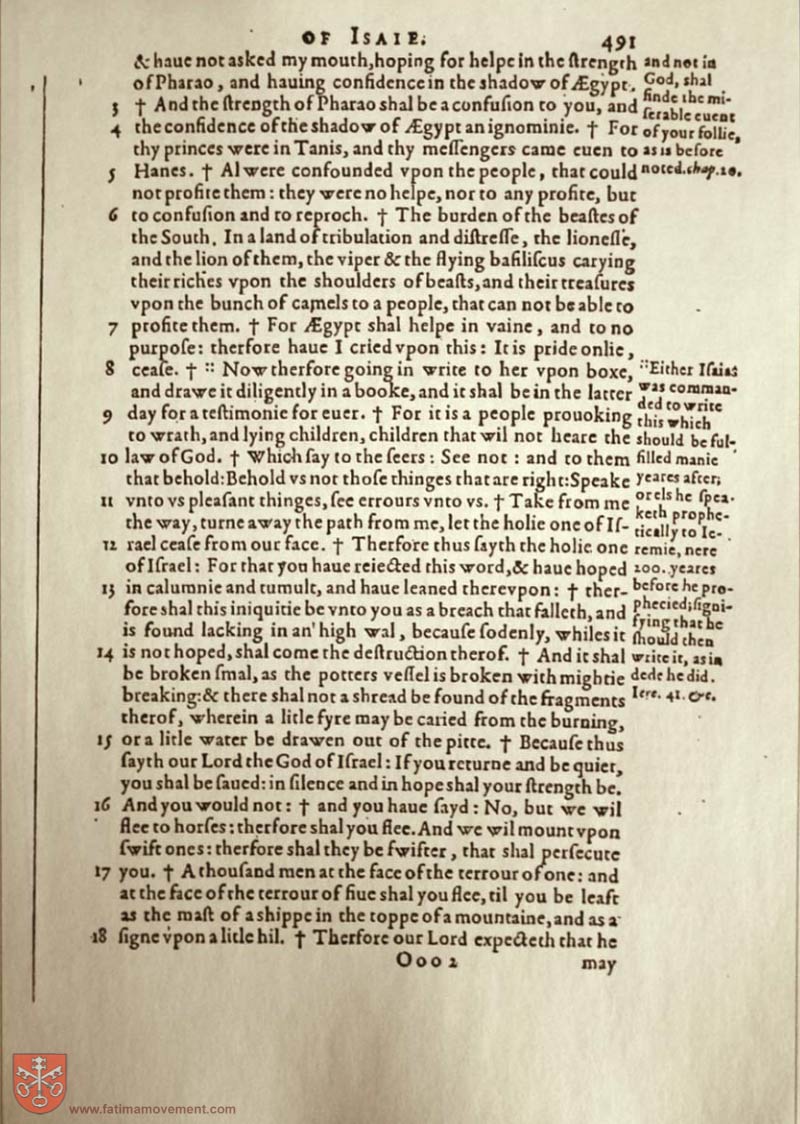 OF ISAIE. 491
& haue not asked my mouth, hoping for helpe in the ſtrength
of Pharao, and hauing confidence in the shadow of Ægypt.
3 † And the ſtrength of Pharao shal be a confuſion to you, and
4 the confidence of the shadow of Ægypt an ignominie. † For
thy princes were in Tanis, and thy meſſengers came euen to
5 Hanes. † Al were confounded vpon the people, that could
not profite them: they were no helpe, nor to any profite, but
6 to confuſion and to reproch. † The burden of the beaſtes of
the South. In a land of tribulation and diſtreſſe, the lioneſſe,
and the lion of them, the viper & the flying baſiliſcus carying
their riches vpon the shoulders of beaſts, and their treaſures
vpon the bunch of camels to a people, that can not be able to
7 profite them. † For Ægypt shal helpe in vaine, and to no
purpoſe: therfore haue I cried vpon this: It is pride onlie,
8 ceaſe. † :: Now therfore going in write to her vpon boxe,
and drawe it diligently in a booke, and it shal be in the latter
9 day for a teſtimonie for euer. † For it is a people prouoking
to wrath, and lying children, children that wil not heare the
10 law of God. † Which ſay to the ſeers: See not: and to them
that behold: Behold vs not thoſe thinges that are right: Speake
11 vnto vs pleaſant thinges, ſee errours vnto vs. † Take from me
the way, turne away the path from me, let the holie one of Iſ-
12 rael ceaſe from our face. † Therfore thus ſayth the holie one
of Iſrael: For that you haue reiected this word, & haue hoped
13 in calumnie and tumult, and haue leaned therevpon: † ther-
fore shal this iniquitie be vnto you as a breach that falleth, and
is found lacking in an high wal, becauſe ſodenly, whiles it
14 is not hoped, shal come the deſtruction therof. † And it shal
be broken ſmal, as the potters veſſel is broken with mightie
breaking: & there shal not a shread be found of the fragments
therof, wherein a litle fyre may be caried from the burning,
15 or a litle water be drawen out of the pitte. † Becauſe thus
ſayth our Lord the God of Iſrael: If you returne and be quiet,
you shal be ſaued: in ſilence and in hope shal your ſtrength be.
16 And you would not: † and you haue ſayd: No, but we wil
flee to horſes: therfore shal you flee. And we wil mount vpon
ſwift ones: therfore shal they be ſwifter, that shal perſecute
17 you. † A thouſand men at the face of the terrour of one: and
at the face of the terrour of fiue shal you flee, til you be leaft
as the maſt of a shippe in the toppe of a mountaine, and as a
18 ſigne vpon a litle hil. † Therfore our Lord expecteth that he
Ooo 2 may
and not in
God, shal
finde the mi-
ſerable euent
of your follie,
as is before
noted. chap. 20.
:: Either Iſaias
was comman-
ded to write
this which
should be ful-
filled manie
yeares after;
or els he ſpea-
keth prophe-
tically to Ie-
remie, nere
200. yeares
before he pro-
phecied; ſigni-
fying that he
should then
write it, as in
dede he did.
Iere. 41. &c.
www.fatimamovement.com